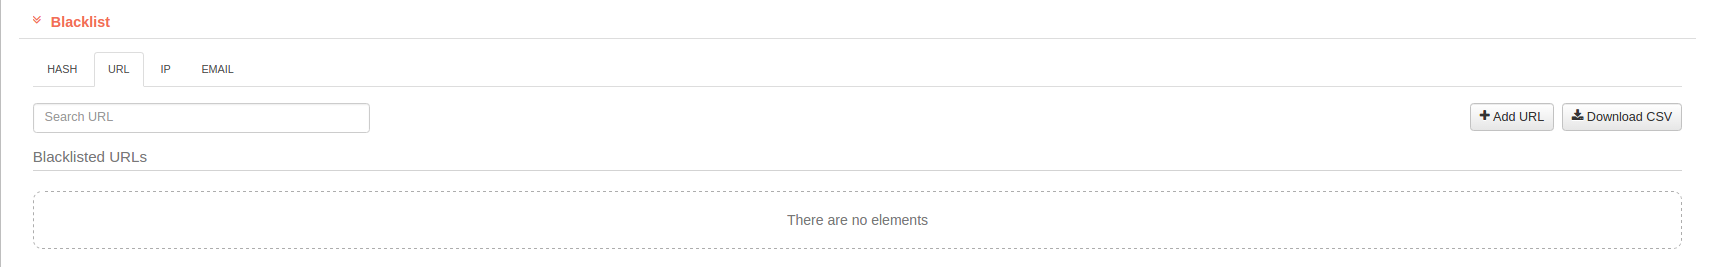 Blacklist
HASH URL IP EMAIL
Search URL Add URL Download CSV
Blacklisted URLs
There are no elements